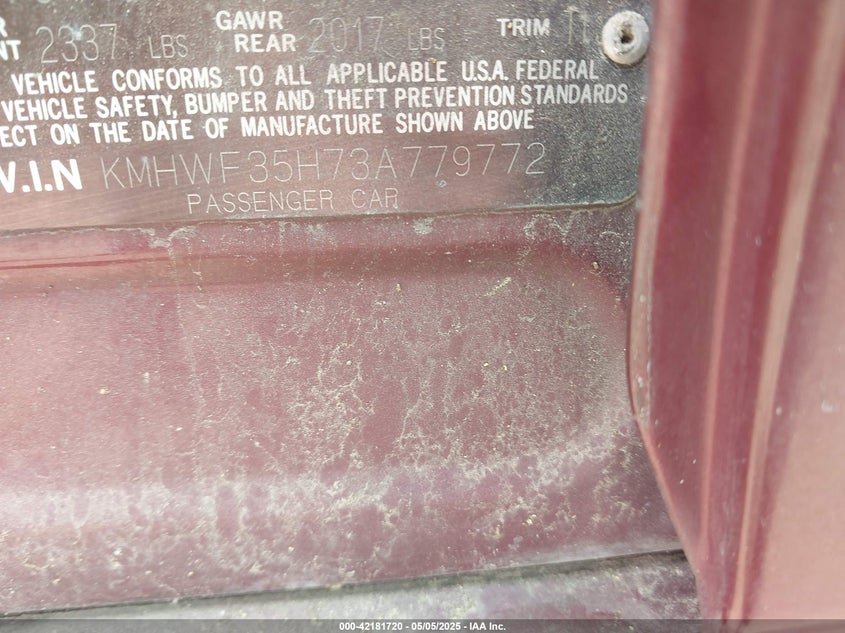 R GAWR
NT 2337 LBS REAR 2017 LBS TRIM
VEHICLE CONFORMS TO ALL APPLICABLE U.S.A. FEDERAL
VEHICLE SAFETY, BUMPER AND THEFT PREVENTION STANDARDS
ECT ON THE DATE OF MANUFACTURE SHOWN ABOVE
V.I.N KMHWF35H73A779772
PASSENGER CAR
000-42181720 — 05/05/2025 — IAA Inc.